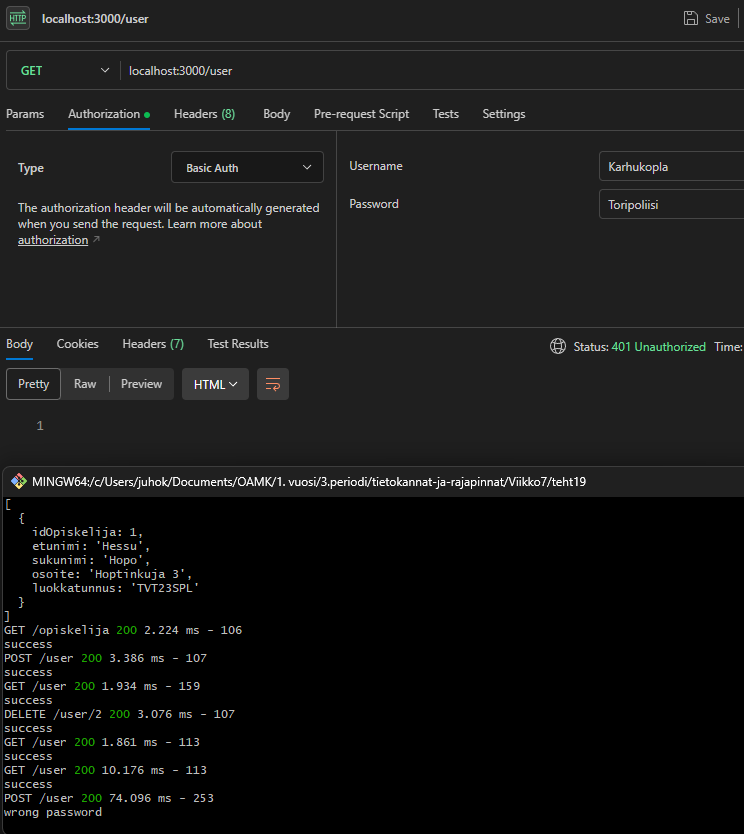 HTTP localhost:3000/user Save
GET localhost:3000/user
Params Authorization Headers (8) Body Pre-request Script Tests Settings
Type Basic Auth
The authorization header will be automatically generated
when you send the request. Learn more about
authorization ↗
Username Karhukopla
Password Toripoliisi
Body Cookies Headers (7) Test Results Status: 401 Unauthorized Time:
Pretty Raw Preview HTML
1
MINGW64:/c/Users/juhok/Documents/OAMK/1. vuosi/3.periodi/tietokannat-ja-rajapinnat/Viikko7/teht19
[
  {
    idOpiskelija: 1,
    etunimi: 'Hessu',
    sukunimi: 'Hopo',
    osoite: 'Hoptinkuja 3',
    luokkatunnus: 'TVT23SPL'
  }
]
GET /opiskelija 200 2.224 ms - 106
success
POST /user 200 3.386 ms - 107
success
GET /user 200 1.934 ms - 159
success
DELETE /user/2 200 3.076 ms - 107
success
GET /user 200 1.861 ms - 113
success
GET /user 200 10.176 ms - 113
success
POST /user 200 74.096 ms - 253
wrong password